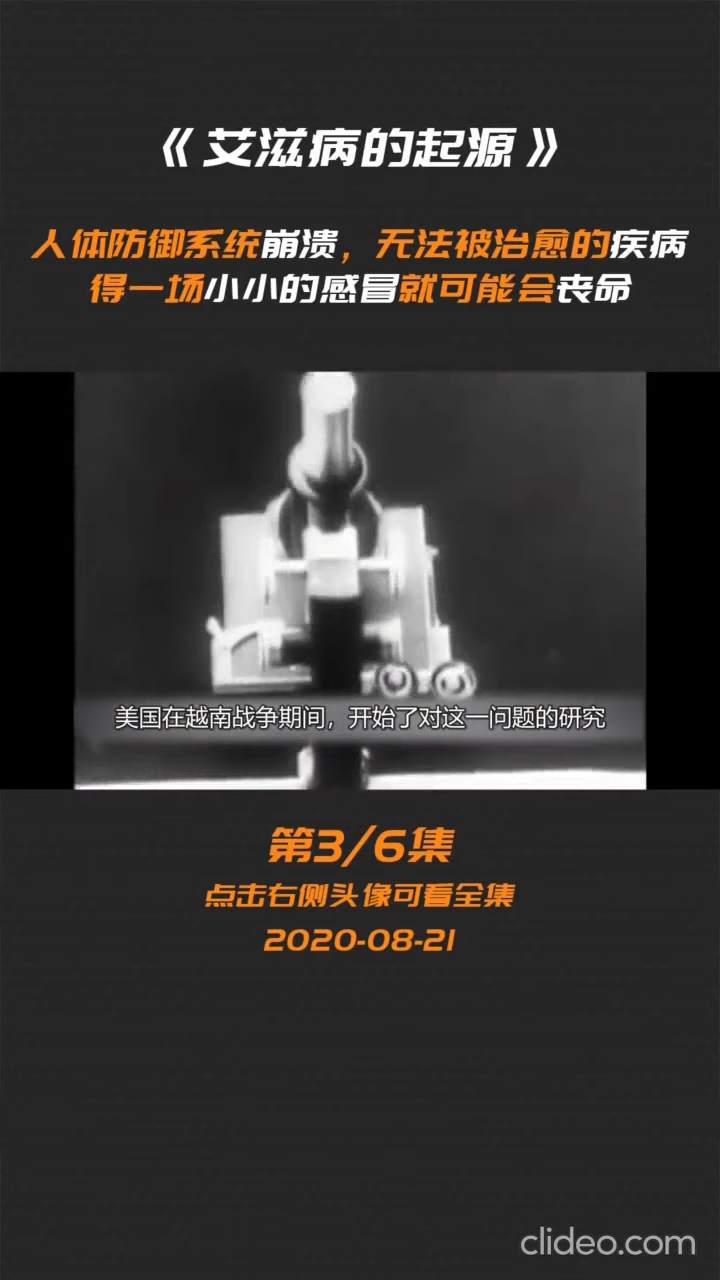 《艾滋病的起源》
人体防御系统崩溃，无法被治愈的疾病
得一场小小的感冒就可能会丧命
美国在越南战争期间，开始了对这一问题的研究
第3/6集
点击右侧头像可看全集
2020-08-21
clideo.com